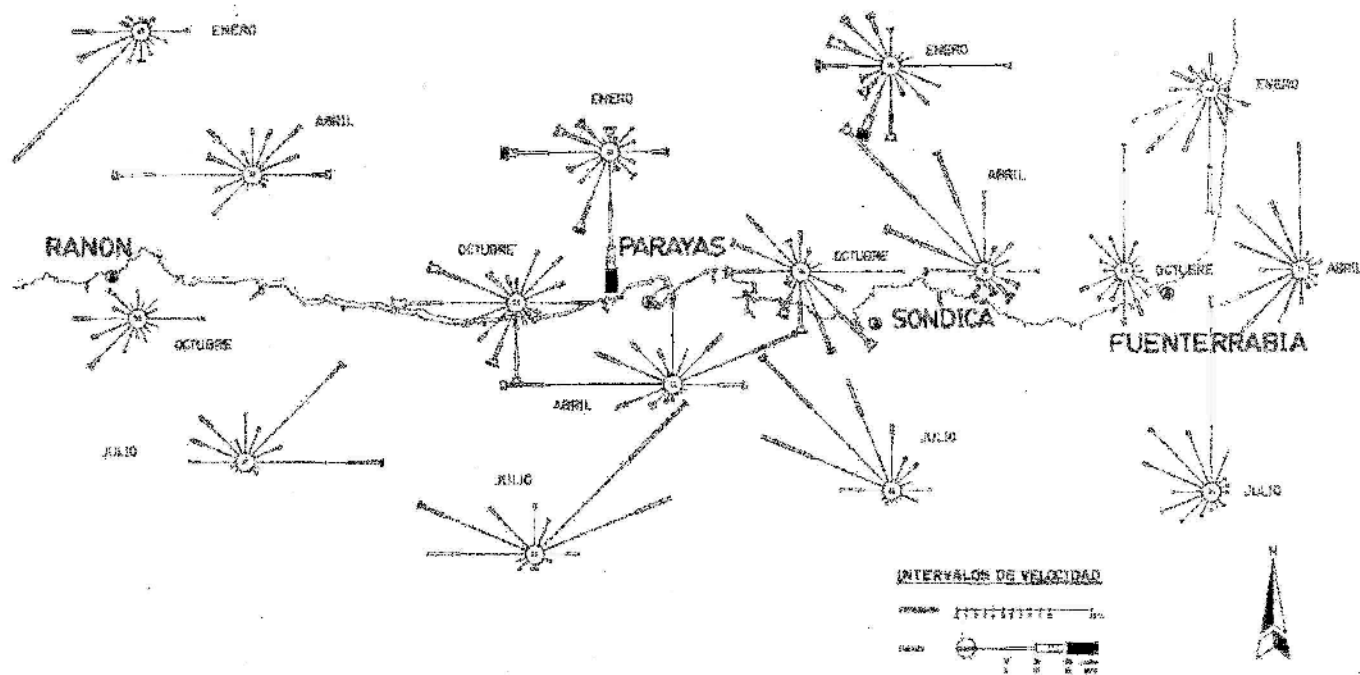 ENERO
ENERO
ENERO
ENERO
ABRIL
ABRIL
RANON
OCTUBRE
PARAYAS
OCTUBRE
OCTUBRE
ABRIL
SONDICA
OCTUBRE
FUENTERRABIA
ABRIL
JULIO
JULIO
JULIO
JULIO
INTERVALOS DE VELOCIDAD
N